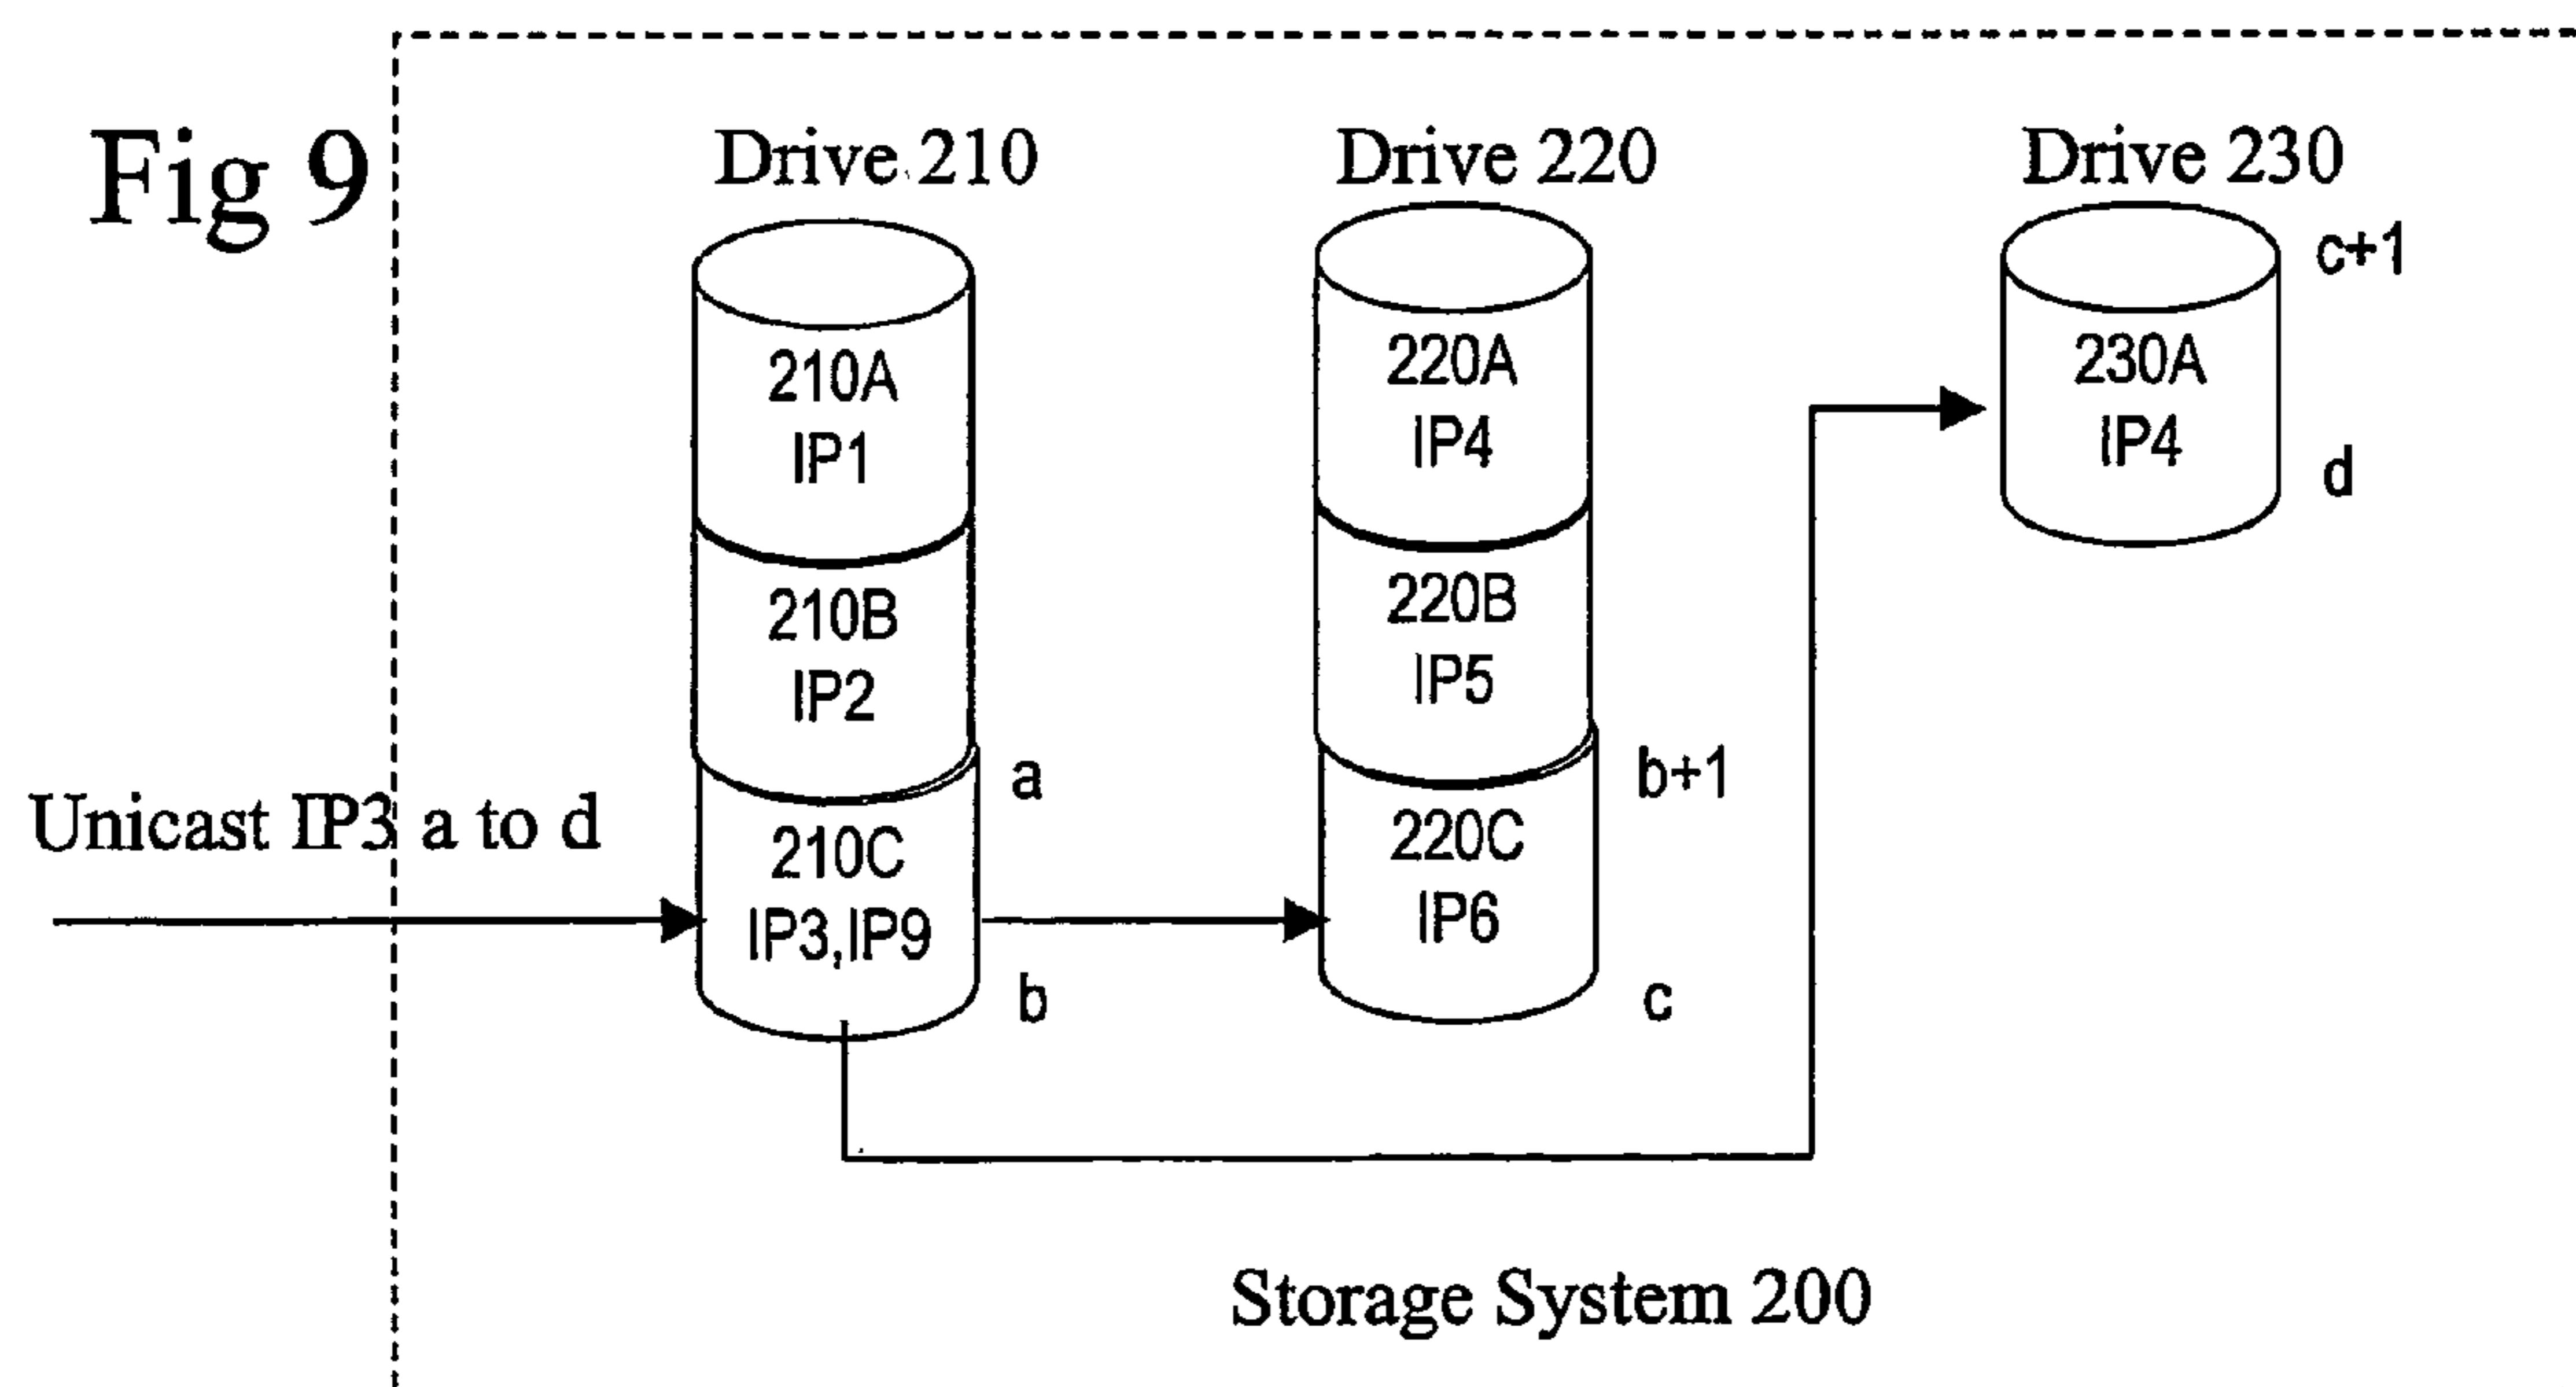 Fig 9
Drive 210
Drive 220
Drive 230
c+1
210A
IP1
220A
IP4
230A
IP4
d
210B
IP2
220B
IP5
a
b+1
Unicast IP3 a to d
210C
IP3,IP9
220C
IP6
b
c
Storage System 200